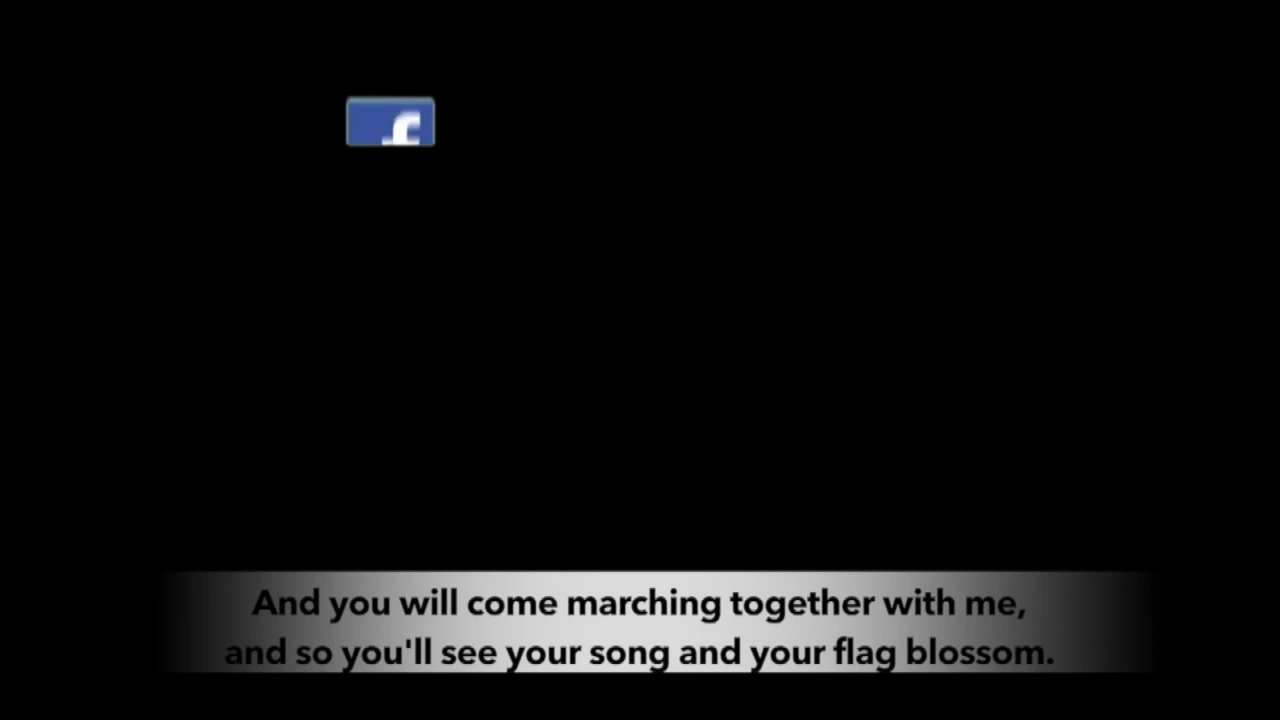 f
And you will come marching together with me,
and so you'll see your song and your flag blossom.